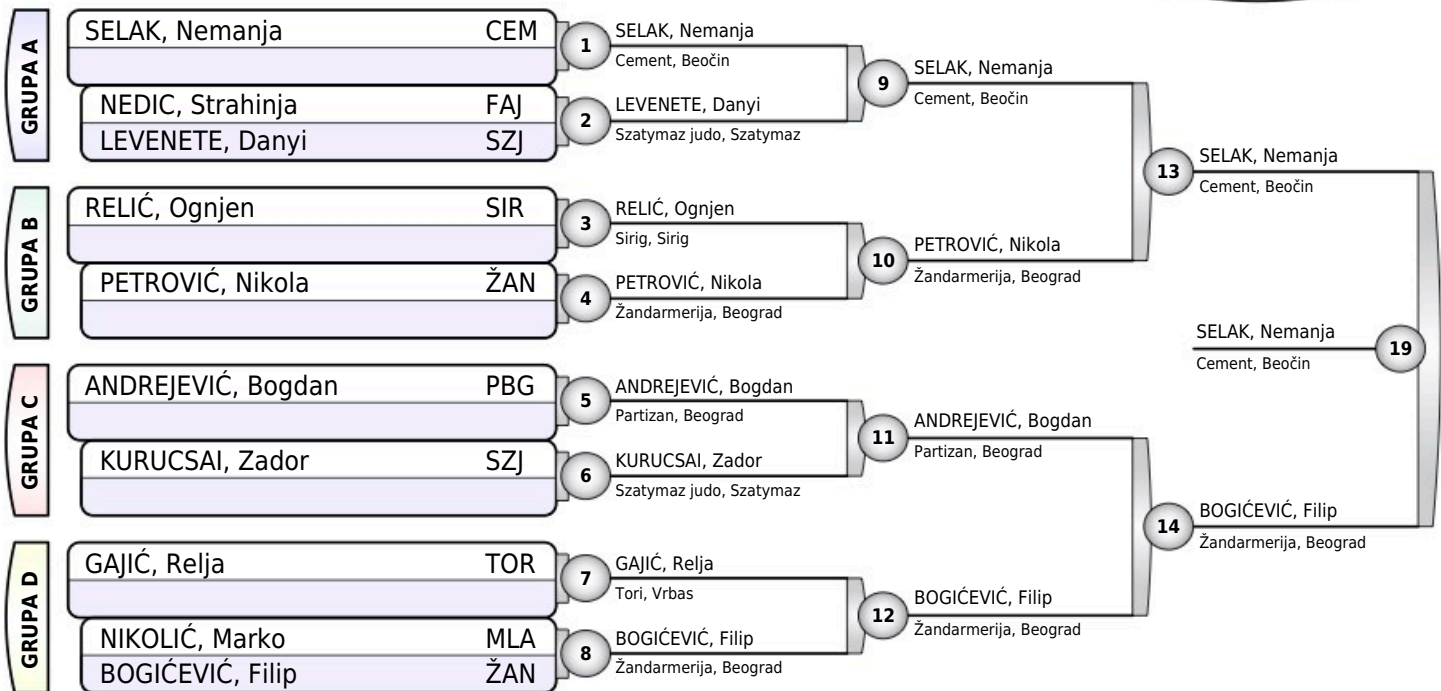 GRUPA A
SELAK, Nemanja CEM
NEDIC, Strahinja FAJ
LEVENETE, Danyi SZJ
GRUPA B
RELIĆ, Ognjen SIR
PETROVIĆ, Nikola ŽAN
GRUPA C
ANDREJEVIĆ, Bogdan PBG
KURUCSAI, Zador SZJ
GRUPA D
GAJIĆ, Relja TOR
NIKOLIĆ, Marko MLA
BOGIĆEVIĆ, Filip ŽAN
1 SELAK, Nemanja
Cement, Beočin
2 LEVENETE, Danyi
Szatymaz judo, Szatymaz
3 RELIĆ, Ognjen
Sirig, Sirig
4 PETROVIĆ, Nikola
Žandarmerija, Beograd
5 ANDREJEVIĆ, Bogdan
Partizan, Beograd
6 KURUCSAI, Zador
Szatymaz judo, Szatymaz
7 GAJIĆ, Relja
Tori, Vrbas
8 BOGIĆEVIĆ, Filip
Žandarmerija, Beograd
9 SELAK, Nemanja
Cement, Beočin
10 PETROVIĆ, Nikola
Žandarmerija, Beograd
11 ANDREJEVIĆ, Bogdan
Partizan, Beograd
12 BOGIĆEVIĆ, Filip
Žandarmerija, Beograd
13 SELAK, Nemanja
Cement, Beočin
14 BOGIĆEVIĆ, Filip
Žandarmerija, Beograd
SELAK, Nemanja 19
Cement, Beočin